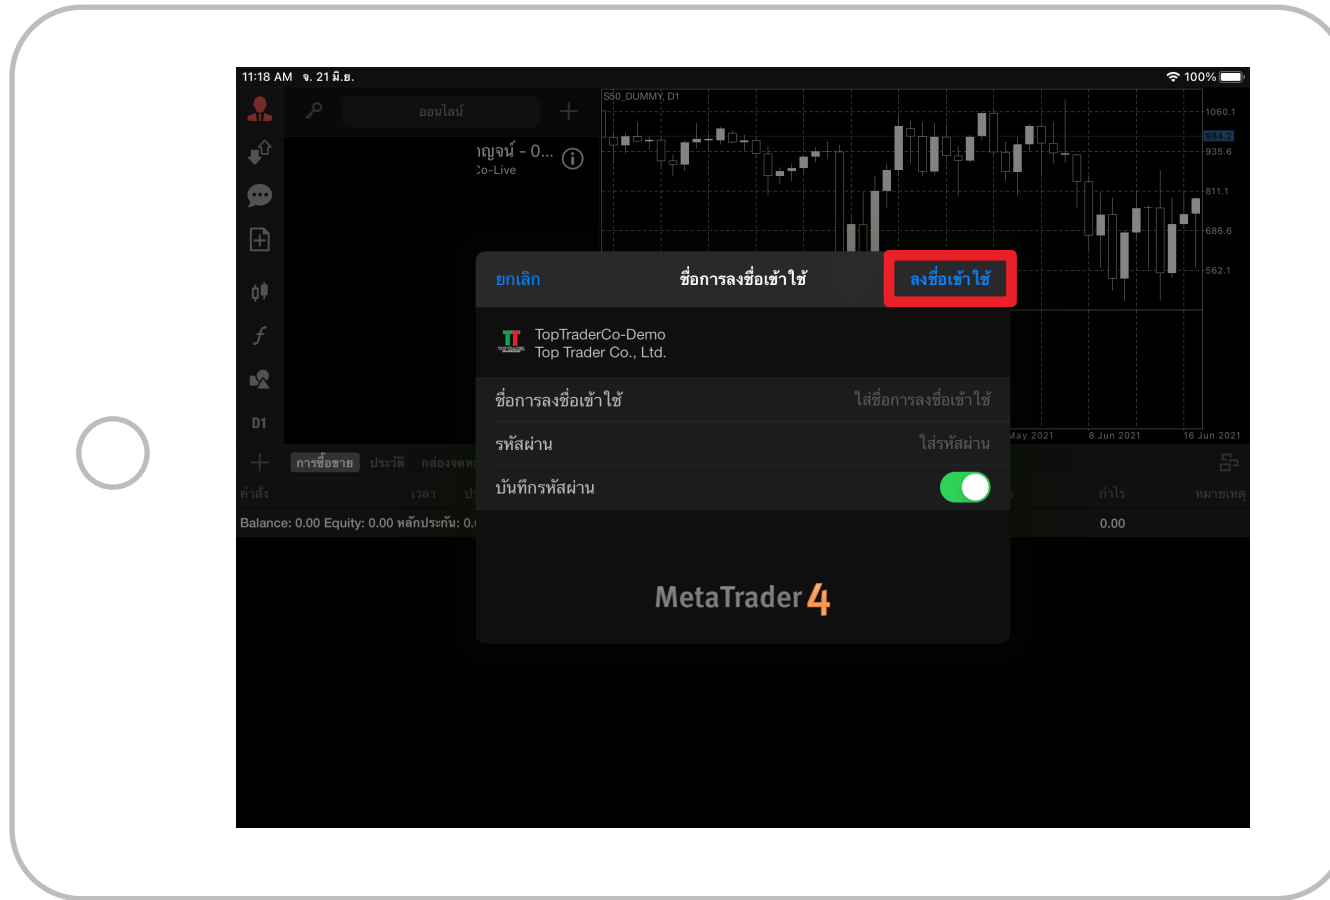 11:18 AM จ. 21 มิ.ย.
100%
ออนไลน์
S50_DUMMY, D1
1060.1
984.2
935.6
811.1
686.6
562.1
าญจน์ - 0...
Co-Live
ยกเลิก
ชื่อการลงชื่อเข้าใช้
ลงชื่อเข้าใช้
TopTraderCo-Demo
Top Trader Co., Ltd.
ชื่อการลงชื่อเข้าใช้
ใส่ชื่อการลงชื่อเข้าใช้
รหัสผ่าน
ใส่รหัสผ่าน
บันทึกรหัสผ่าน
MetaTrader 4
D1
May 2021
8 Jun 2021
16 Jun 2021
การซื้อขาย ประวัติ
คำสั่ง
เวลา
กำไร
หมายเหตุ
Balance: 0.00 Equity: 0.00 หลักประกัน:
0.00